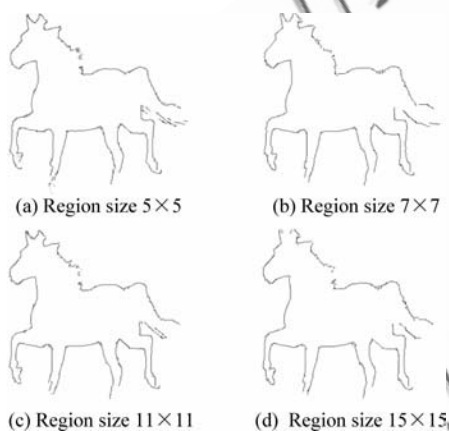 (a) Region size 5×5
(b) Region size 7×7
(c) Region size 11×11
(d) Region size 15×15